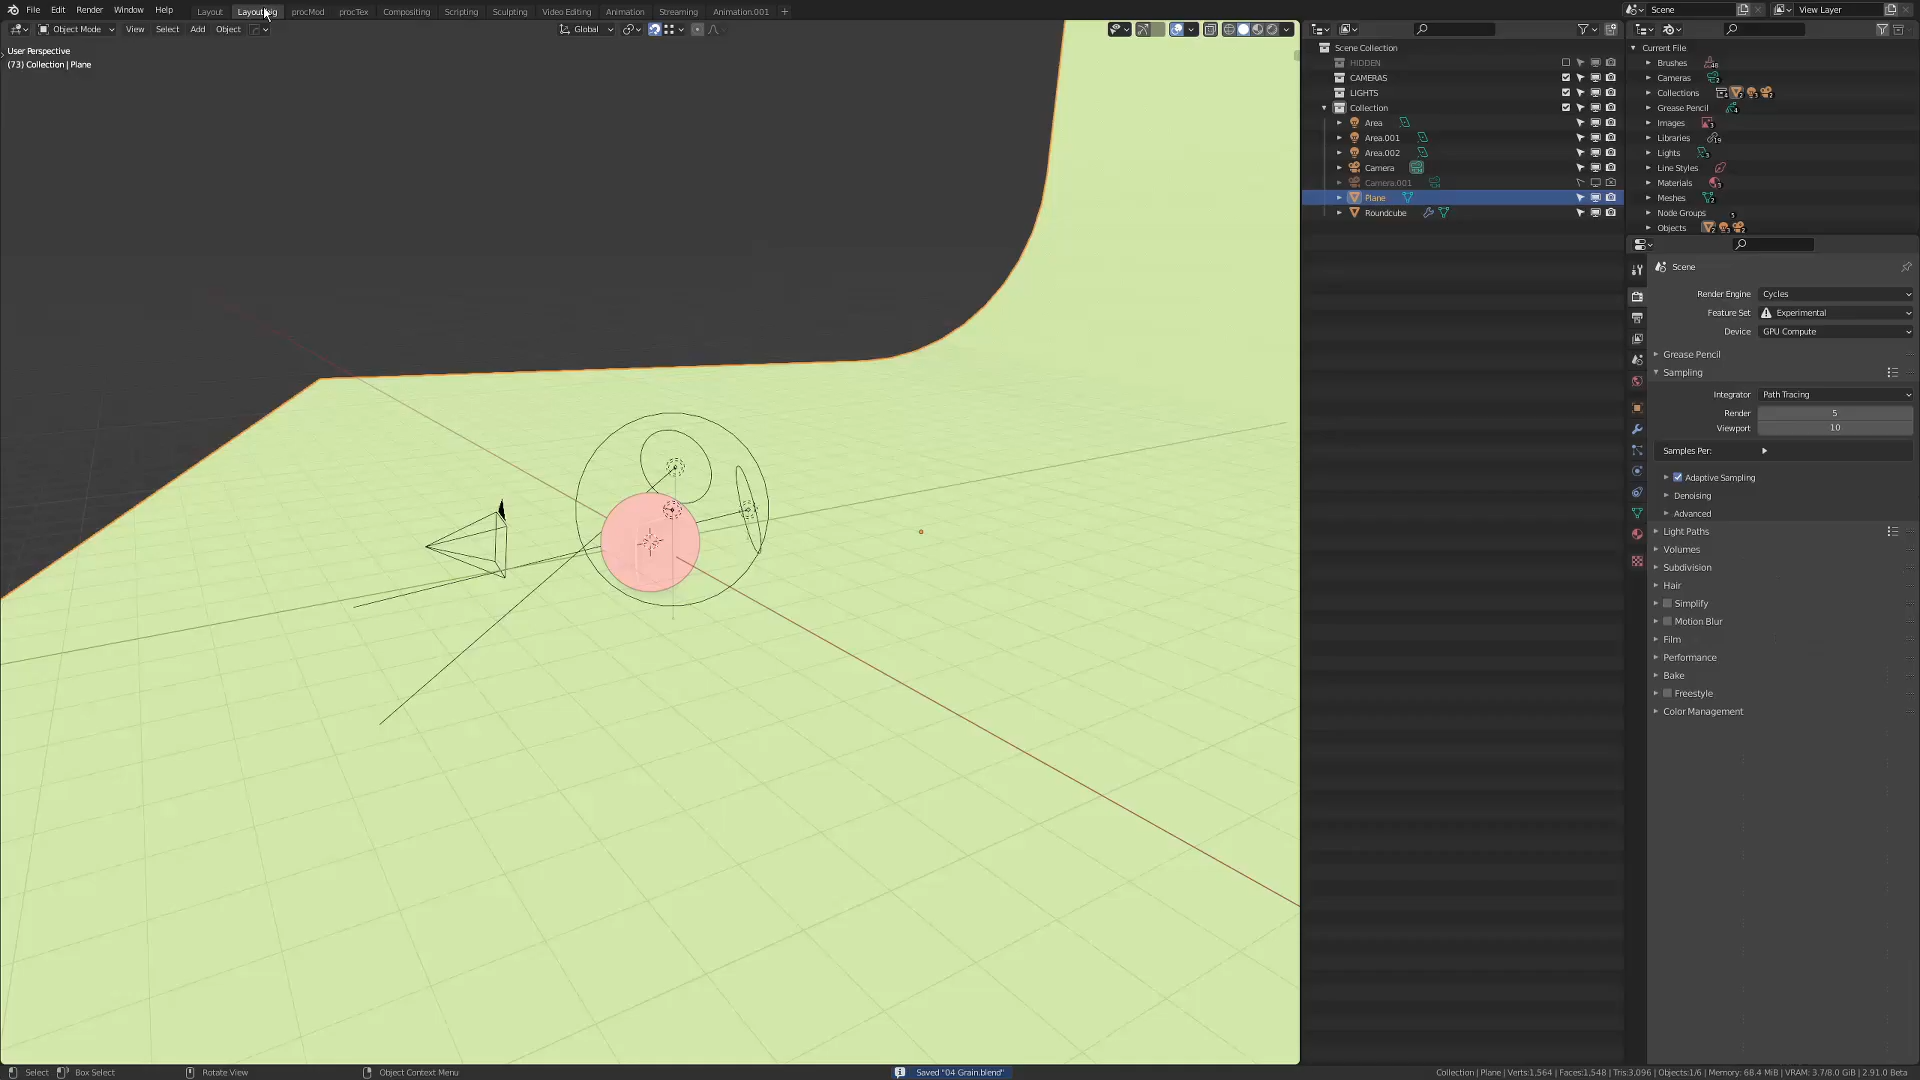 File Edit Render Window Help Layout procMod procTex Compositing Scripting Sculpting Video Editing Animation Streaming Animation.001 Scene View Layer
Object Mode View Select Add Object Global
User Perspective
(73) Collection | Plane
Scene Collection
HIDDEN
CAMERAS
LIGHTS
Collection
Area
Area.001
Area.002
Camera
Camera.001
Plane
Roundcube
Current File
Brushes
Cameras
Collections
Grease Pencil
Images
Libraries
Lights
Line Styles
Materials
Meshes
Node Groups
Objects
Scene
Render Engine Cycles
Feature Set Experimental
Device GPU Compute
Grease Pencil
Sampling
Integrator Path Tracing
Render 5
Viewport 10
Samples Per:
Adaptive Sampling
Denoising
Advanced
Light Paths
Volumes
Subdivision
Hair
Simplify
Motion Blur
Film
Performance
Bake
Freestyle
Color Management
Select Box Select Rotate View Object Context Menu Saved "04 Grain.blend" Collection | Plane | Verts:1,564 | Faces:1,548 | Tris:3,096 | Objects:1/6 | Memory: 68.4 MiB | VRAM: 3.7/8.0 GiB | 2.91.0 Beta